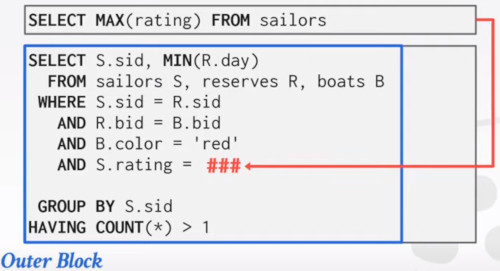 SELECT MAX(rating) FROM sailors
SELECT S.sid, MIN(R.day)
FROM sailors S, reserves R, boats B
WHERE S.sid = R.sid
AND R.bid = B.bid
AND B.color = 'red'
AND S.rating = ###
GROUP BY S.sid
HAVING COUNT(*) > 1
Outer Block